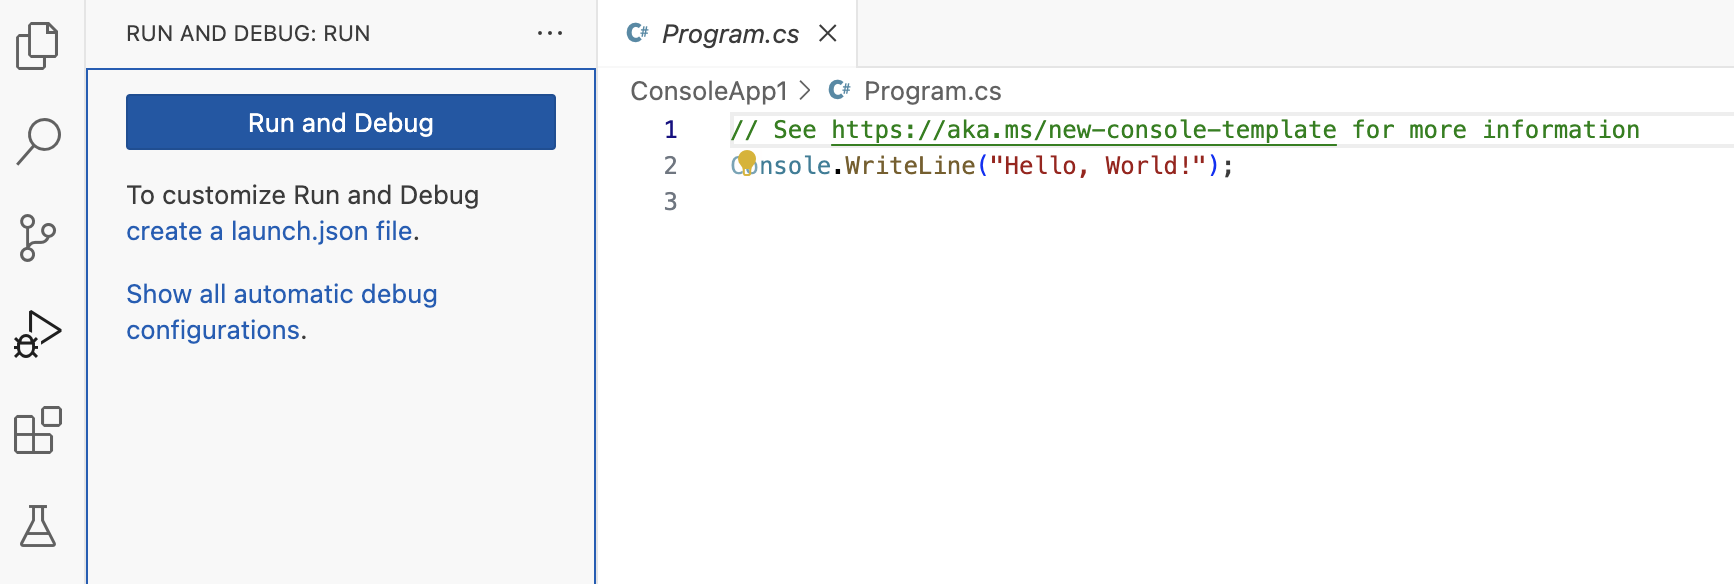 RUN AND DEBUG: RUN
Run and Debug
To customize Run and Debug
create a launch.json file.
Show all automatic debug
configurations.
C# Program.cs
ConsoleApp1 > C# Program.cs
1 // See https://aka.ms/new-console-template for more information
2 Console.WriteLine("Hello, World!");
3